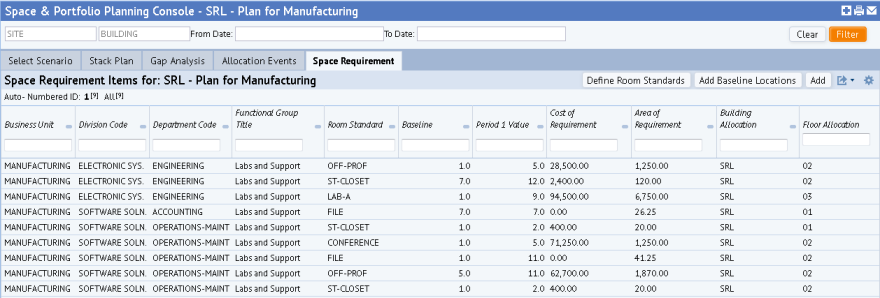 Space & Portfolio Planning Console - SRL - Plan for Manufacturing
SITE BUILDING From Date: To Date: Clear Filter
Select Scenario Stack Plan Gap Analysis Allocation Events Space Requirement
Space Requirement Items for: SRL - Plan for Manufacturing Define Room Standards Add Baseline Locations Add
Auto- Numbered ID: 1[9] All[9]
Business Unit Division Code Department Code Functional Group Title Room Standard Baseline Period 1 Value Cost of Requirement Area of Requirement Building Allocation Floor Allocation
MANUFACTURING ELECTRONIC SYS. ENGINEERING Labs and Support OFF-PROF 1.0 5.0 28,500.00 1,250.00 SRL 02
MANUFACTURING ELECTRONIC SYS. ENGINEERING Labs and Support ST-CLOSET 7.0 12.0 2,400.00 120.00 SRL 02
MANUFACTURING ELECTRONIC SYS. ENGINEERING Labs and Support LAB-A 1.0 9.0 94,500.00 6,750.00 SRL 03
MANUFACTURING SOFTWARE SOLN. ACCOUNTING Labs and Support FILE 7.0 7.0 0.00 26.25 SRL 01
MANUFACTURING SOFTWARE SOLN. OPERATIONS-MAINT Labs and Support ST-CLOSET 1.0 2.0 400.00 20.00 SRL 01
MANUFACTURING SOFTWARE SOLN. OPERATIONS-MAINT Labs and Support CONFERENCE 1.0 5.0 71,250.00 1,250.00 SRL 02
MANUFACTURING SOFTWARE SOLN. OPERATIONS-MAINT Labs and Support FILE 1.0 11.0 0.00 41.25 SRL 02
MANUFACTURING SOFTWARE SOLN. OPERATIONS-MAINT Labs and Support OFF-PROF 5.0 11.0 62,700.00 1,870.00 SRL 02
MANUFACTURING SOFTWARE SOLN. OPERATIONS-MAINT Labs and Support ST-CLOSET 1.0 2.0 400.00 20.00 SRL 02